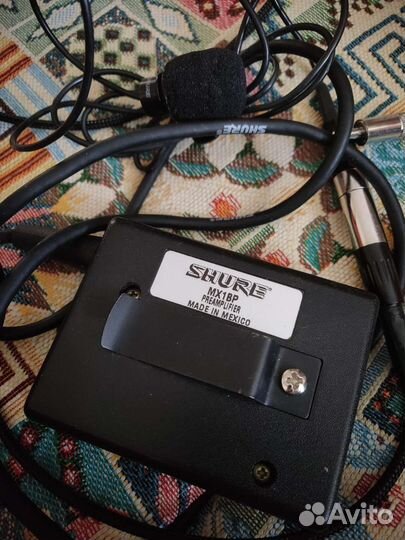 SHURE
SHURE
MX1BP
PREAMPLIFIER
MADE IN MEXICO
Avito